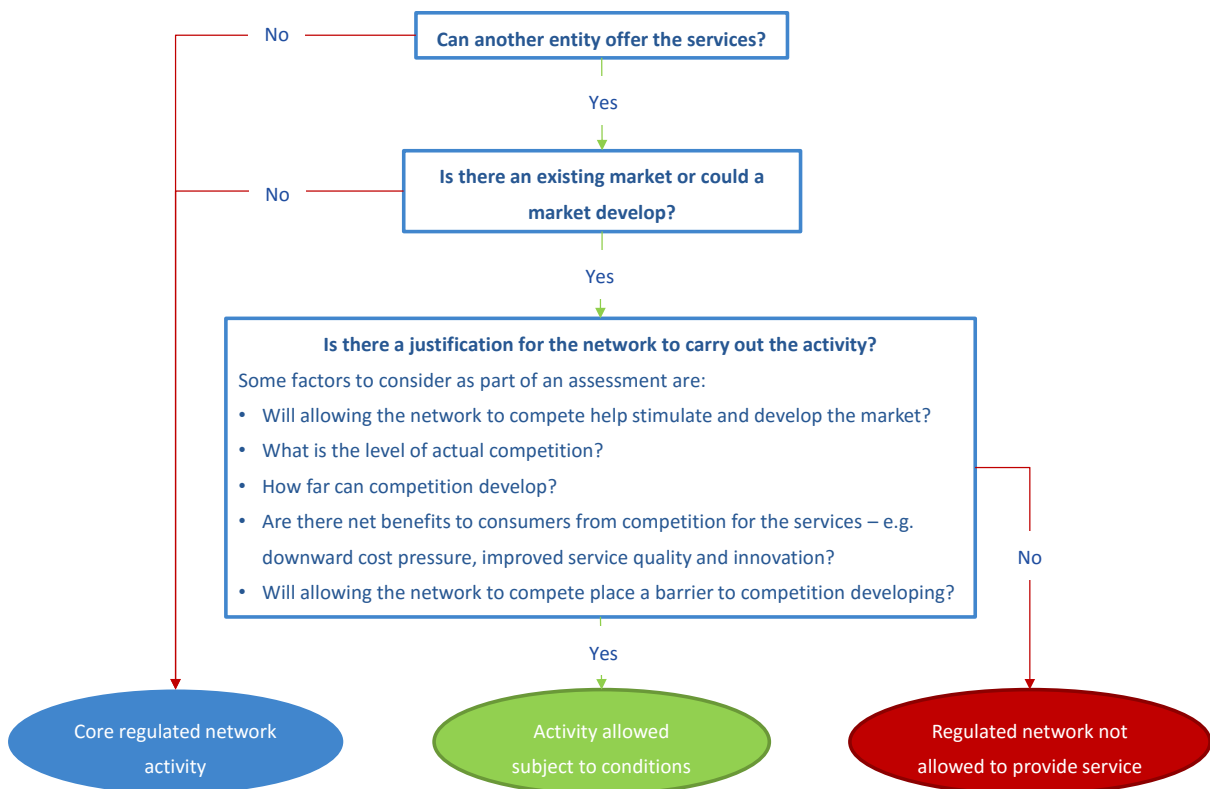 No
Can another entity offer the services?
Yes
No
Is there an existing market or could a
market develop?
Yes
Is there a justification for the network to carry out the activity?
Some factors to consider as part of an assessment are:
• Will allowing the network to compete help stimulate and develop the market?
• What is the level of actual competition?
• How far can competition develop?
• Are there net benefits to consumers from competition for the services – e.g.
downward cost pressure, improved service quality and innovation?
• Will allowing the network to compete place a barrier to competition developing?
No
Yes
Core regulated network
activity
Activity allowed
subject to conditions
Regulated network not
allowed to provide service